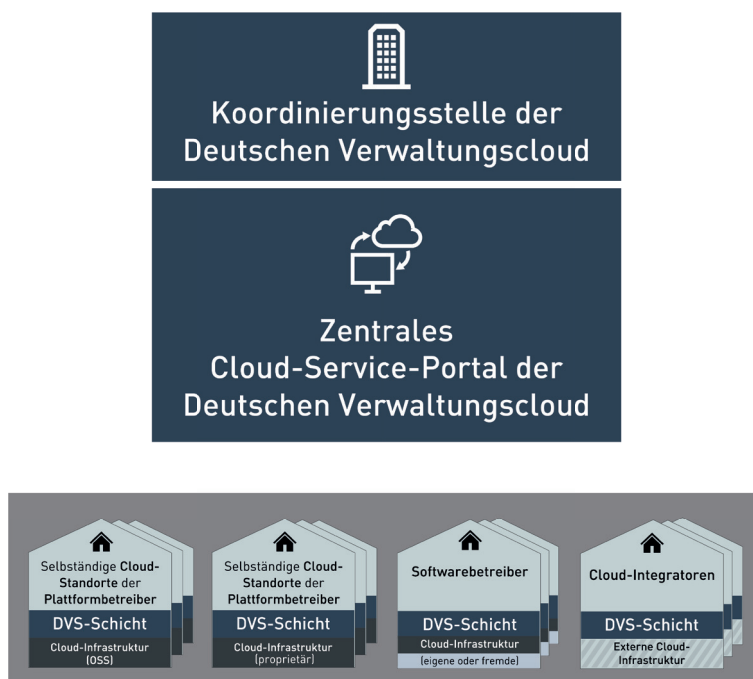 Koordinierungsstelle der
Deutschen Verwaltungscloud
Zentrales
Cloud-Service-Portal der
Deutschen Verwaltungscloud
Selbständige Cloud-
Standorte der
Plattformbetreiber
DVS-Schicht
Cloud-Infrastruktur
(OSS)
Selbständige Cloud-
Standorte der
Plattformbetreiber
DVS-Schicht
Cloud-Infrastruktur
(proprietär)
Softwarebetreiber
DVS-Schicht
Cloud-Infrastruktur
(eigene oder fremde)
Cloud-Integratoren
DVS-Schicht
Externe Cloud-
Infrastruktur